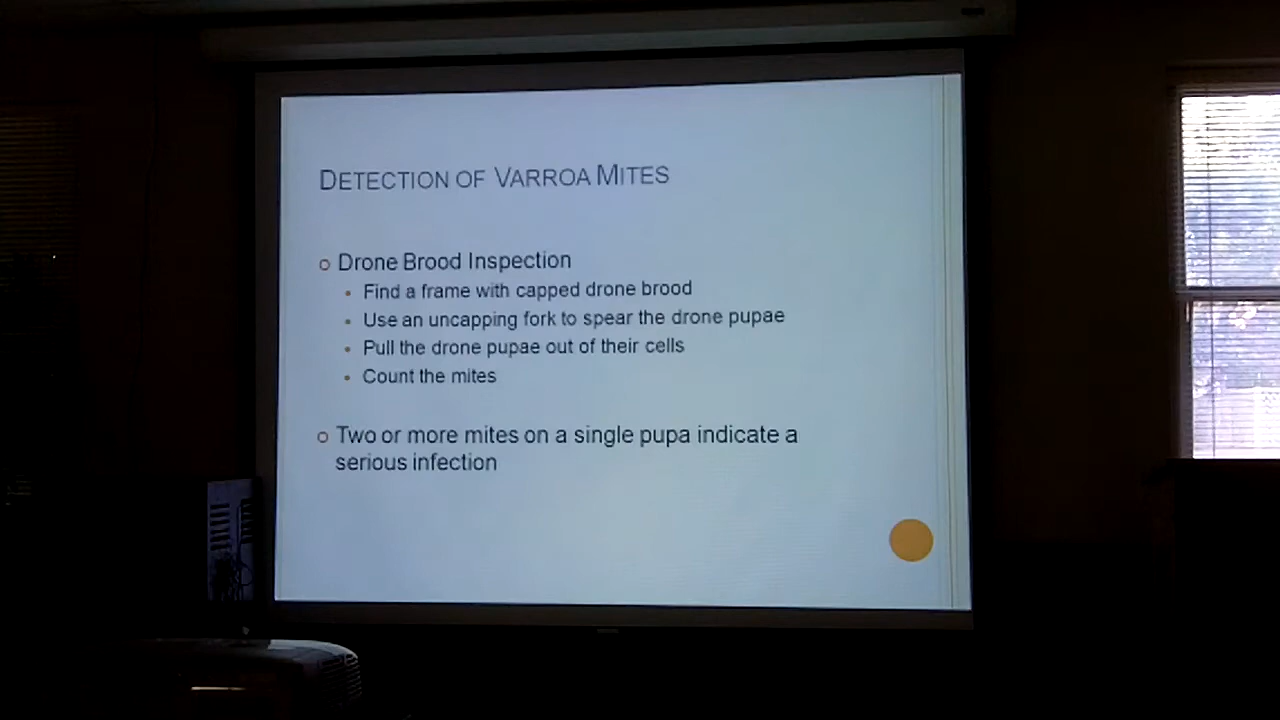 DETECTION OF VARROA MITES
Drone Brood Inspection
Find a frame with capped drone brood
Use an uncapping fork to spear the drone pupae
Pull the drone pupae out of their cells
Count the mites
Two or more mites on a single pupa indicate a
serious infection